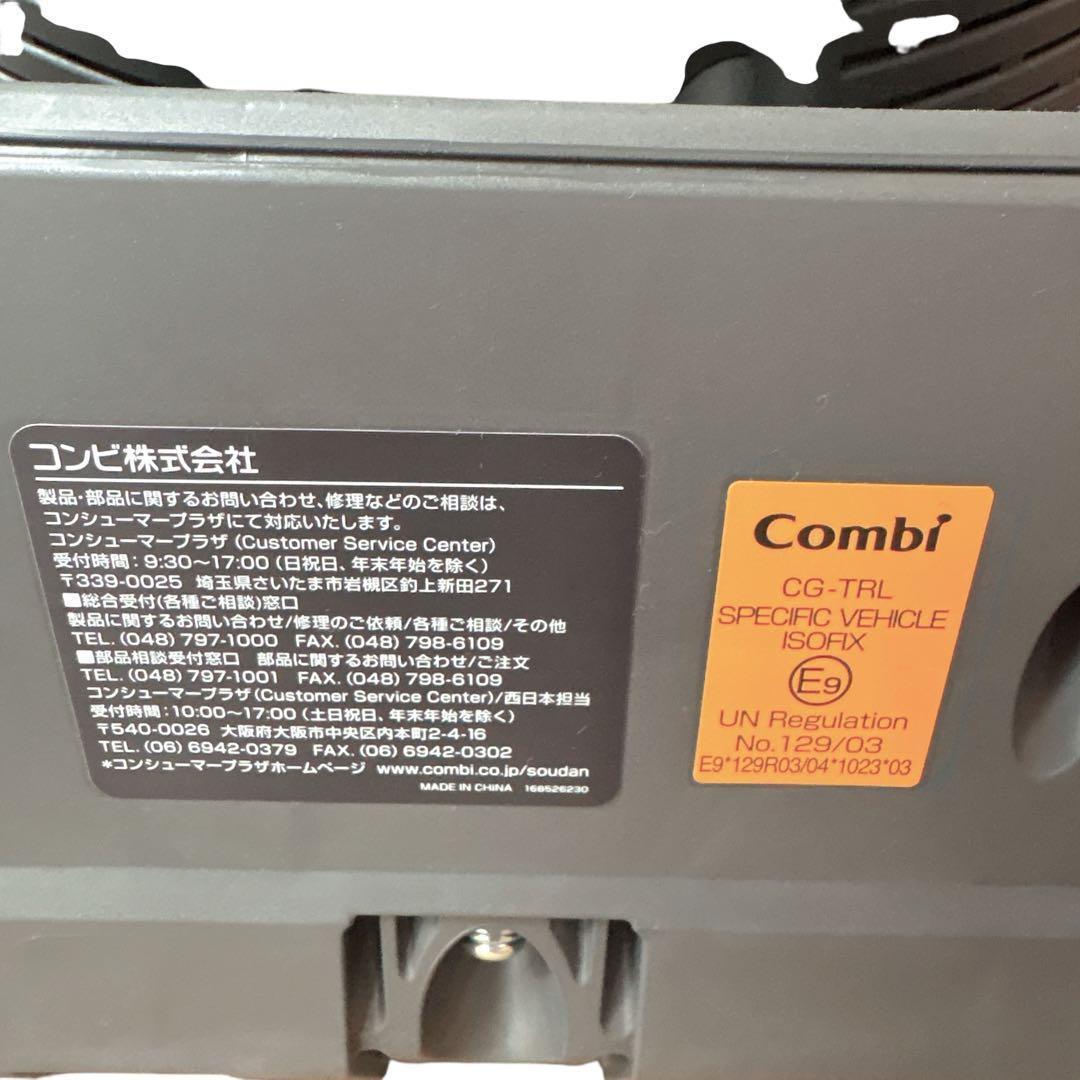 コンビ株式会社
製品・部品に関するお問い合わせ、修理などのご相談は、
コンシューマープラザにて対応いたします。
コンシューマープラザ (Customer Service Center)
受付時間:9:30～17:00 (日祝日、年末年始を除く)
〒339-0025 埼玉県さいたま市岩槻区釣上新田271
■総合受付(各種ご相談)窓口
製品に関するお問い合わせ/修理のご依頼/各種ご相談/その他
TEL. (048) 797-1000 FAX. (048) 798-6109
■部品相談受付窓口 部品に関するお問い合わせ/ご注文
TEL. (048) 797-1001 FAX. (048) 798-6109
コンシューマープラザ(Customer Service Center)/西日本担当
受付時間:10:00～17:00 (土日祝日、年末年始を除く)
〒540-0026 大阪府大阪市中央区内本町2-4-16
TEL. (06) 6942-0379 FAX. (06) 6942-0302
*コンシューマープラザホームページ www.combi.co.jp/soudan
MADE IN CHINA 168526230
Combi
CG-TRL
SPECIFIC VEHICLE
ISOFIX
E9
UN Regulation
No.129/03
E9*129R03/04*1023*03